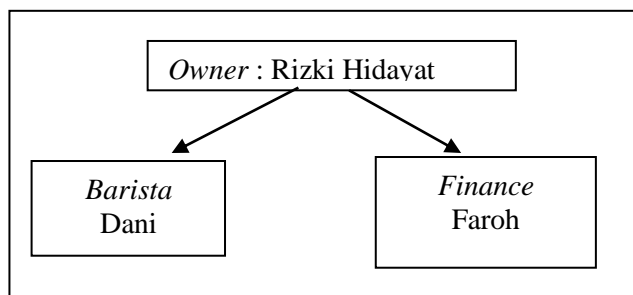 Owner : Rizki Hidayat
Barista
Dani
Finance
Faroh